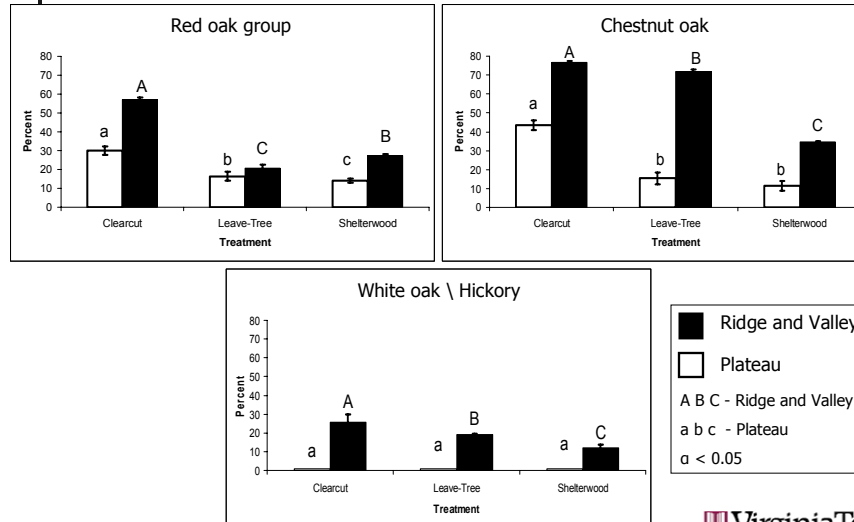 Red oak group
80
70
60
50
40
30
20
10
0
Percent
a A
b C
c B
Clearcut Leave-Tree Shelterwood
Treatment
Chestnut oak
80
70
60
50
40
30
20
10
0
Percent
a A
b B
b C
Clearcut Leave-Tree Shelterwood
Treatment
White oak \ Hickory
80
70
60
50
40
30
20
10
0
Percent
a A
a B
a C
Clearcut Leave-Tree Shelterwood
Treatment
Ridge and Valley
Plateau
A B C - Ridge and Valley
a b c - Plateau
α < 0.05